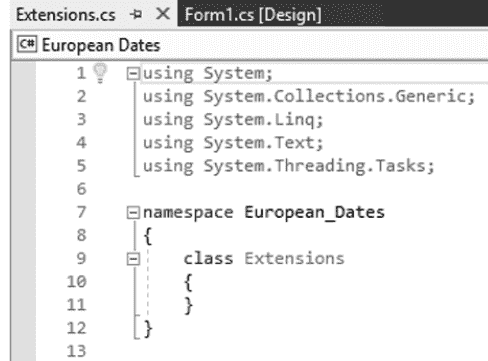 Extensions.cs Form1.cs [Design]
C# European Dates
1 using System;
2 using System.Collections.Generic;
3 using System.Linq;
4 using System.Text;
5 using System.Threading.Tasks;
6
7 namespace European_Dates
8 {
9 class Extensions
10 {
11 }
12 }
13